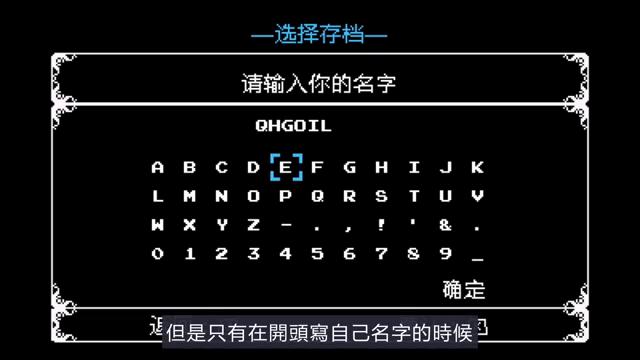 —选择存档—
请输入你的名字
QHGOIL
A B C D E F G H I J K
L M N O P Q R S T U V
W X Y Z - . , ! ' & .
0 1 2 3 4 5 6 7 8 9 _
确定
但是只有在開頭寫自己名字的時候